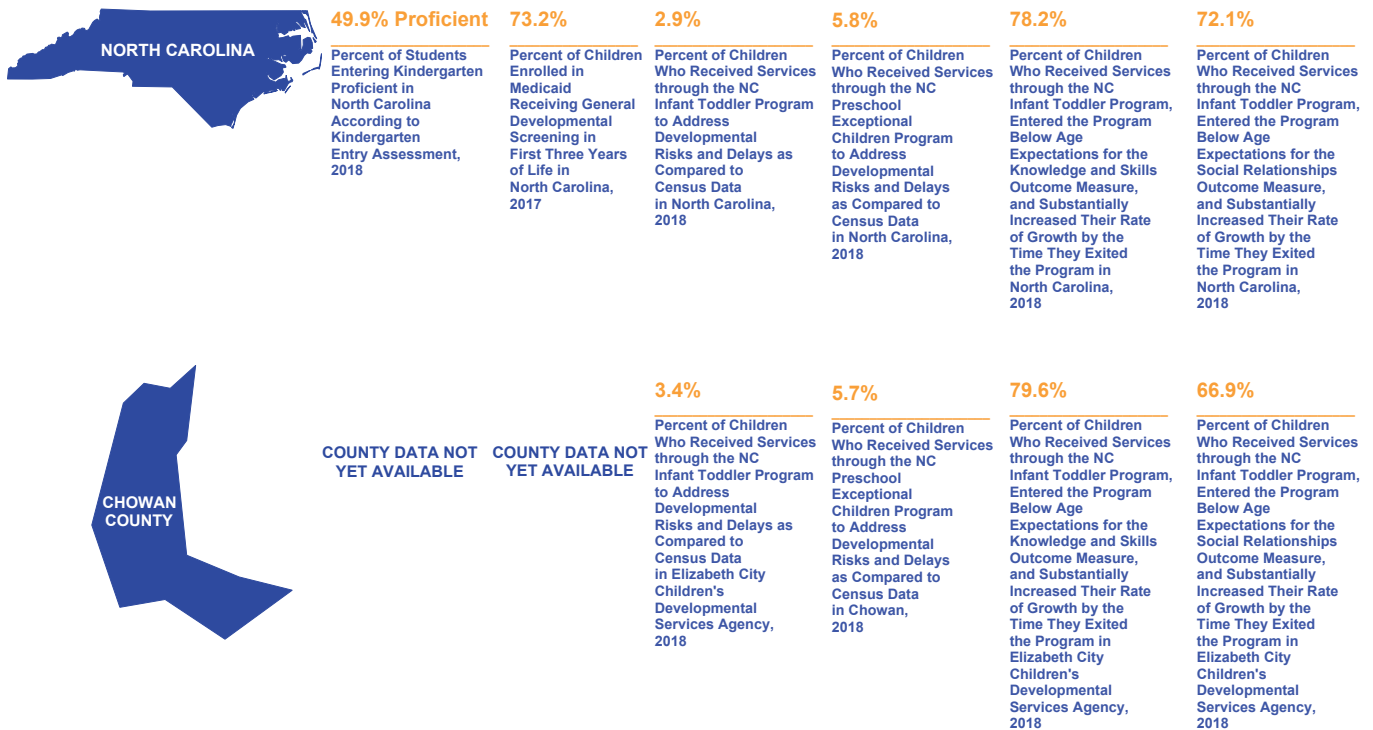 NORTH CAROLINA
49.9% Proficient
Percent of Students
Entering Kindergarten
Proficient in
North Carolina
According to
Kindergarten
Entry Assessment,
2018
73.2%
Percent of Children
Enrolled in
Medicaid
Receiving General
Developmental
Screening in
First Three Years
of Life in
North Carolina,
2017
2.9%
Percent of Children
Who Received Services
through the NC
Infant Toddler Program
to Address
Developmental
Risks and Delays as
Compared to
Census Data
in North Carolina,
2018
5.8%
Percent of Children
Who Received Services
through the NC
Preschool
Exceptional
Children Program
to Address
Developmental
Risks and Delays
as Compared to
Census Data
in North Carolina,
2018
78.2%
Percent of Children
Who Received Services
through the NC
Infant Toddler Program,
Entered the Program
Below Age
Expectations for the
Knowledge and Skills
Outcome Measure,
and Substantially
Increased Their Rate
of Growth by the
Time They Exited
the Program in
North Carolina,
2018
72.1%
Percent of Children
Who Received Services
through the NC
Infant Toddler Program,
Entered the Program
Below Age
Expectations for the
Social Relationships
Outcome Measure,
and Substantially
Increased Their Rate
of Growth by the
Time They Exited
the Program in
North Carolina,
2018
CHOWAN
COUNTY
COUNTY DATA NOT
YET AVAILABLE
COUNTY DATA NOT
YET AVAILABLE
3.4%
Percent of Children
Who Received Services
through the NC
Infant Toddler Program
to Address
Developmental
Risks and Delays as
Compared to
Census Data
in Elizabeth City
Children's
Developmental
Services Agency,
2018
5.7%
Percent of Children
Who Received Services
through the NC
Preschool
Exceptional
Children Program
to Address
Developmental
Risks and Delays
as Compared to
Census Data
in Chowan,
2018
79.6%
Percent of Children
Who Received Services
through the NC
Infant Toddler Program,
Entered the Program
Below Age
Expectations for the
Knowledge and Skills
Outcome Measure,
and Substantially
Increased Their Rate
of Growth by the
Time They Exited
the Program in
Elizabeth City
Children's
Developmental
Services Agency,
2018
66.9%
Percent of Children
Who Received Services
through the NC
Infant Toddler Program,
Entered the Program
Below Age
Expectations for the
Social Relationships
Outcome Measure,
and Substantially
Increased Their Rate
of Growth by the
Time They Exited
the Program in
Elizabeth City
Children's
Developmental
Services Agency,
2018